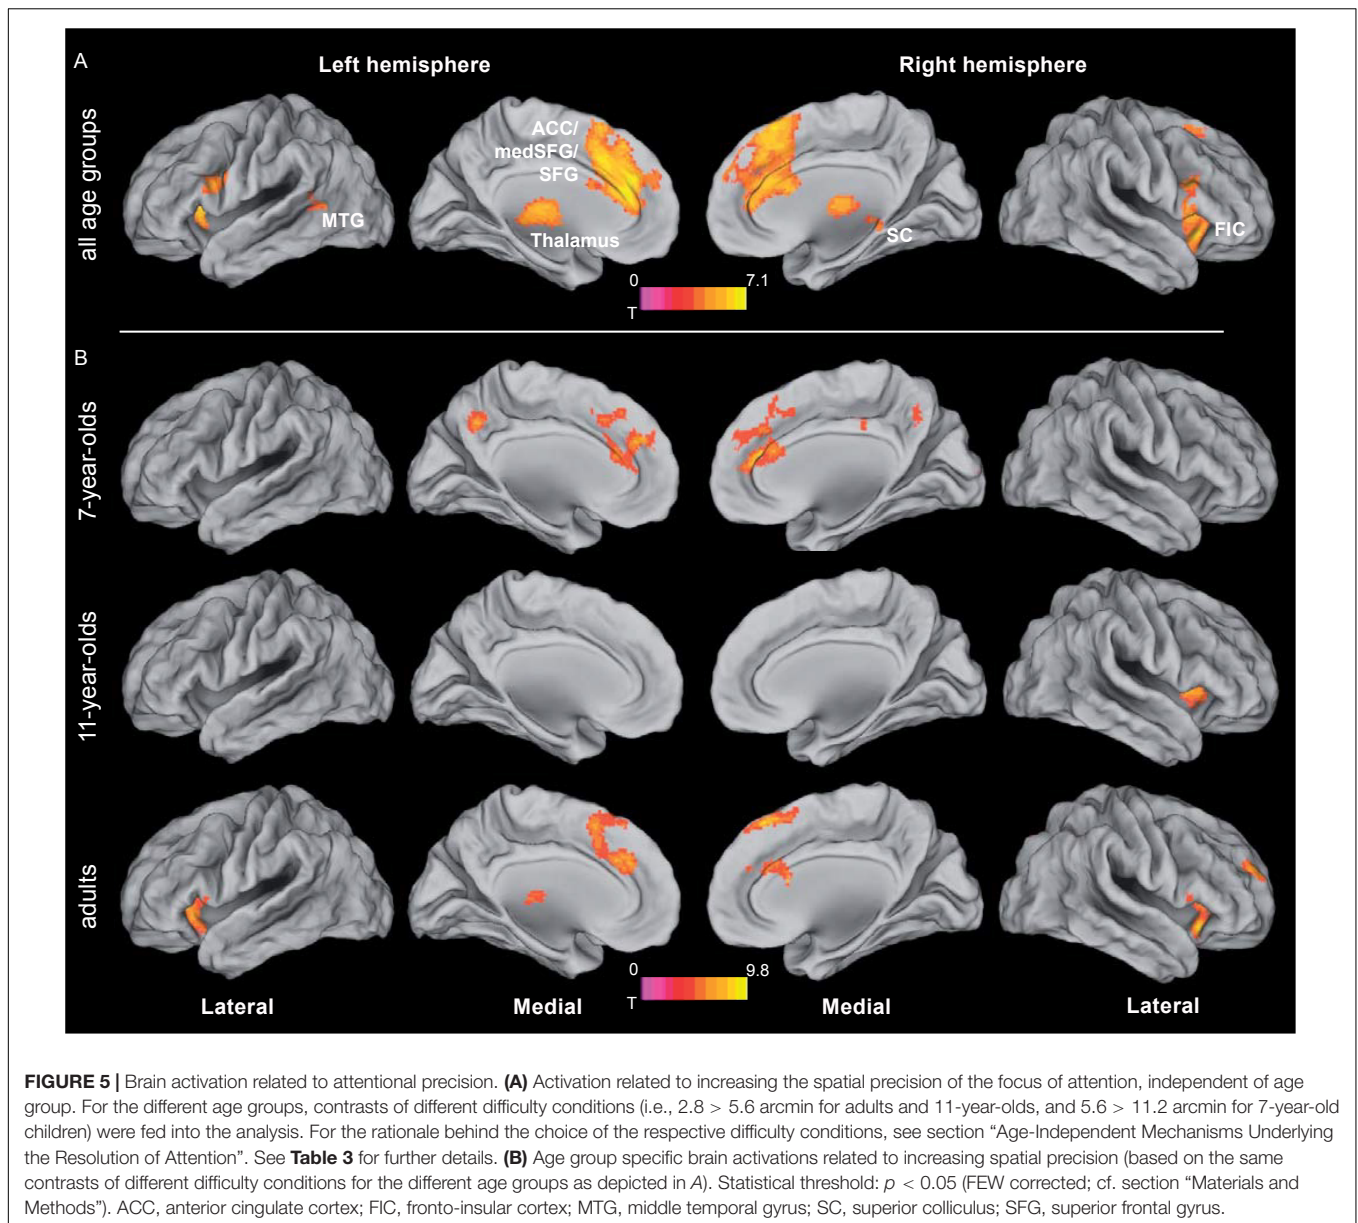 A
Left hemisphere
Right hemisphere
all age groups
ACC/
medSFG/
SFG
MTG
Thalamus
SC
FIC
0
7.1
T
B
7-year-olds
11-year-olds
adults
0
9.8
T
Lateral
Medial
Medial
Lateral
FIGURE 5 | Brain activation related to attentional precision. (A) Activation related to increasing the spatial precision of the focus of attention, independent of age
group. For the different age groups, contrasts of different difficulty conditions (i.e., 2.8 > 5.6 arcmin for adults and 11-year-olds, and 5.6 > 11.2 arcmin for 7-year-old
children) were fed into the analysis. For the rationale behind the choice of the respective difficulty conditions, see section “Age-Independent Mechanisms Underlying
the Resolution of Attention”. See Table 3 for further details. (B) Age group specific brain activations related to increasing spatial precision (based on the same
contrasts of different difficulty conditions for the different age groups as depicted in A). Statistical threshold: p < 0.05 (FEW corrected; cf. section “Materials and
Methods”). ACC, anterior cingulate cortex; FIC, fronto-insular cortex; MTG, middle temporal gyrus; SC, superior colliculus; SFG, superior frontal gyrus.